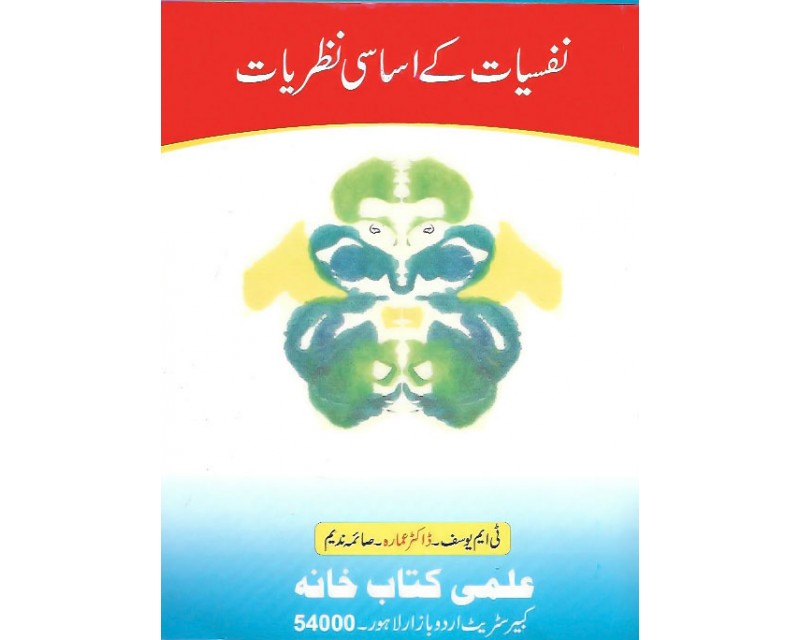 نفسیات کے اساسی نظریات
ٹی ایم یوسف ۔ ڈاکٹر عمارہ ۔ صائمہ ندیم
علمی کتاب خانہ
کبیر سٹریٹ اردو بازار لاہور ۔ 54000